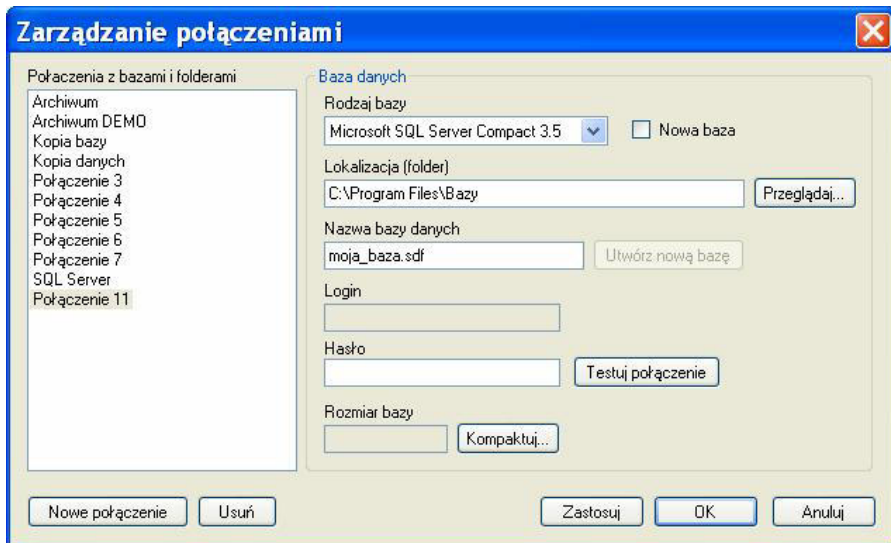 Zarządzanie połączeniami
Połaczenia z bazami i folderami
Archiwum
Archiwum DEMO
Kopia bazy
Kopia danych
Połączenie 3
Połączenie 4
Połączenie 5
Połączenie 6
Połączenie 7
SQL Server
Połączenie 11
Baza danych
Rodzaj bazy
Microsoft SQL Server Compact 3.5
Nowa baza
Lokalizacja (folder)
C:\Program Files\Bazy
Przeglądaj...
Nazwa bazy danych
moja_baza.sdf
Utwórz nową bazę
Login
Hasło
Testuj połączenie
Rozmiar bazy
Kompaktuj...
Nowe połączenie
Usuń
Zastosuj
OK
Anuluj